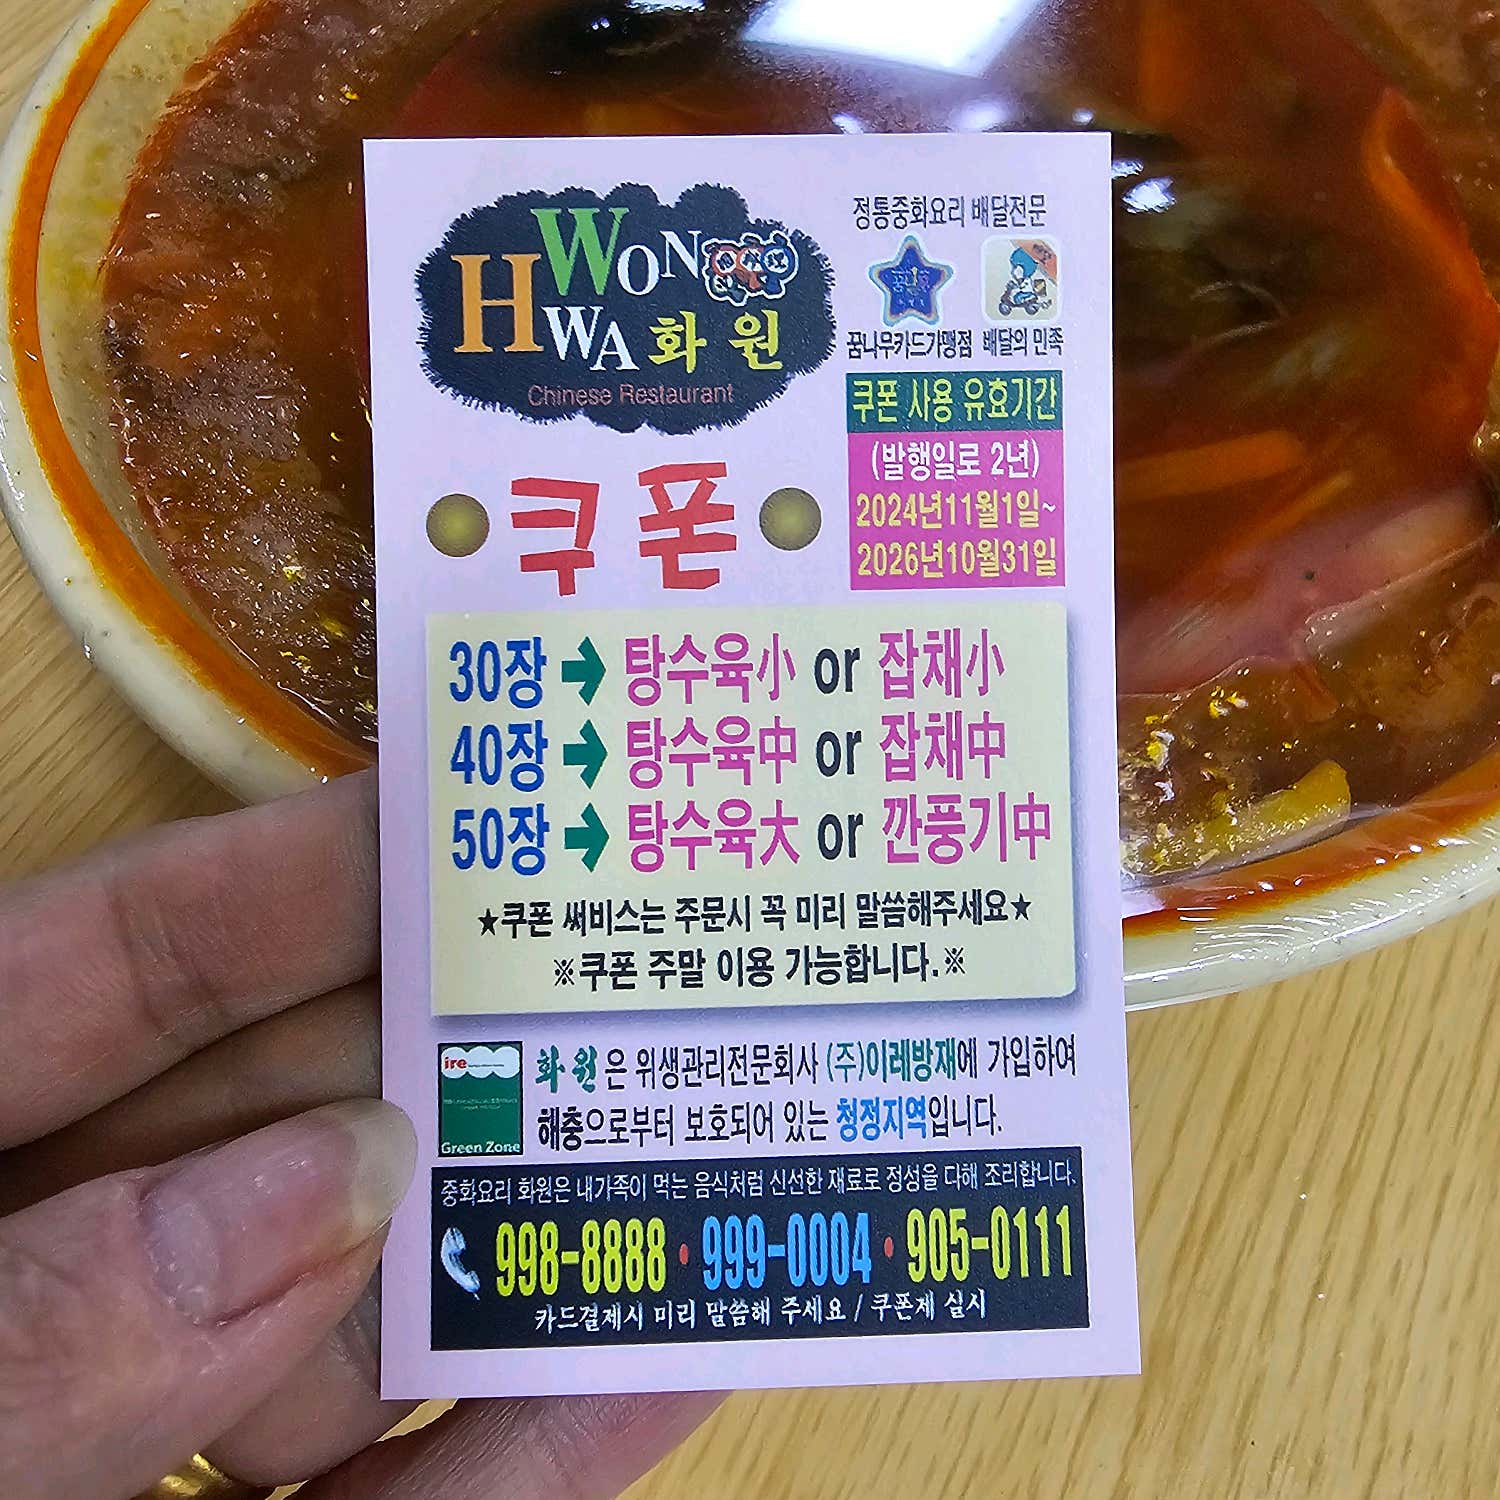 WON
HWA 화원
Chinese Restaurant
정통중화요리 배달전문
꿈나무카드가맹점 배달의 민족
쿠폰 사용 유효기간
(발행일로 2년)
2024년11월1일~
2026년10월31일
쿠폰
30장 → 탕수육小 or 잡채小
40장 → 탕수육中 or 잡채中
50장 → 탕수육大 or 깐풍기中
★쿠폰 써비스는 주문시 꼭 미리 말씀해주세요★
※쿠폰 주말 이용 가능합니다.※
ire
Green Zone
화원은 위생관리전문회사 (주)이레방재에 가입하여
해충으로부터 보호되어 있는 청정지역입니다.
중화요리 화원은 내가족이 먹는 음식처럼 신선한 재료로 정성을 다해 조리합니다.
998-8888 • 999-0004 • 905-0111
카드결제시 미리 말씀해 주세요 / 쿠폰제 실시